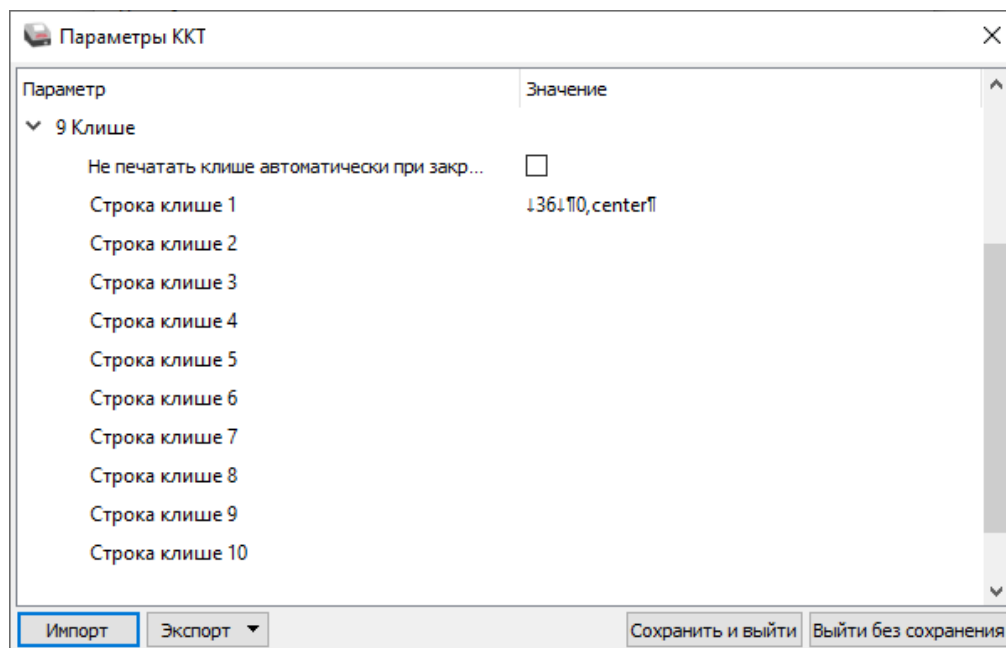 Параметры ККТ
Параметр Значение
9 Клише
Не печатать клише автоматически при закр...
Строка клише 1 ↓36↓¶0,center¶
Строка клише 2
Строка клише 3
Строка клише 4
Строка клише 5
Строка клише 6
Строка клише 7
Строка клише 8
Строка клише 9
Строка клише 10
Импорт Экспорт Сохранить и выйти Выйти без сохранения